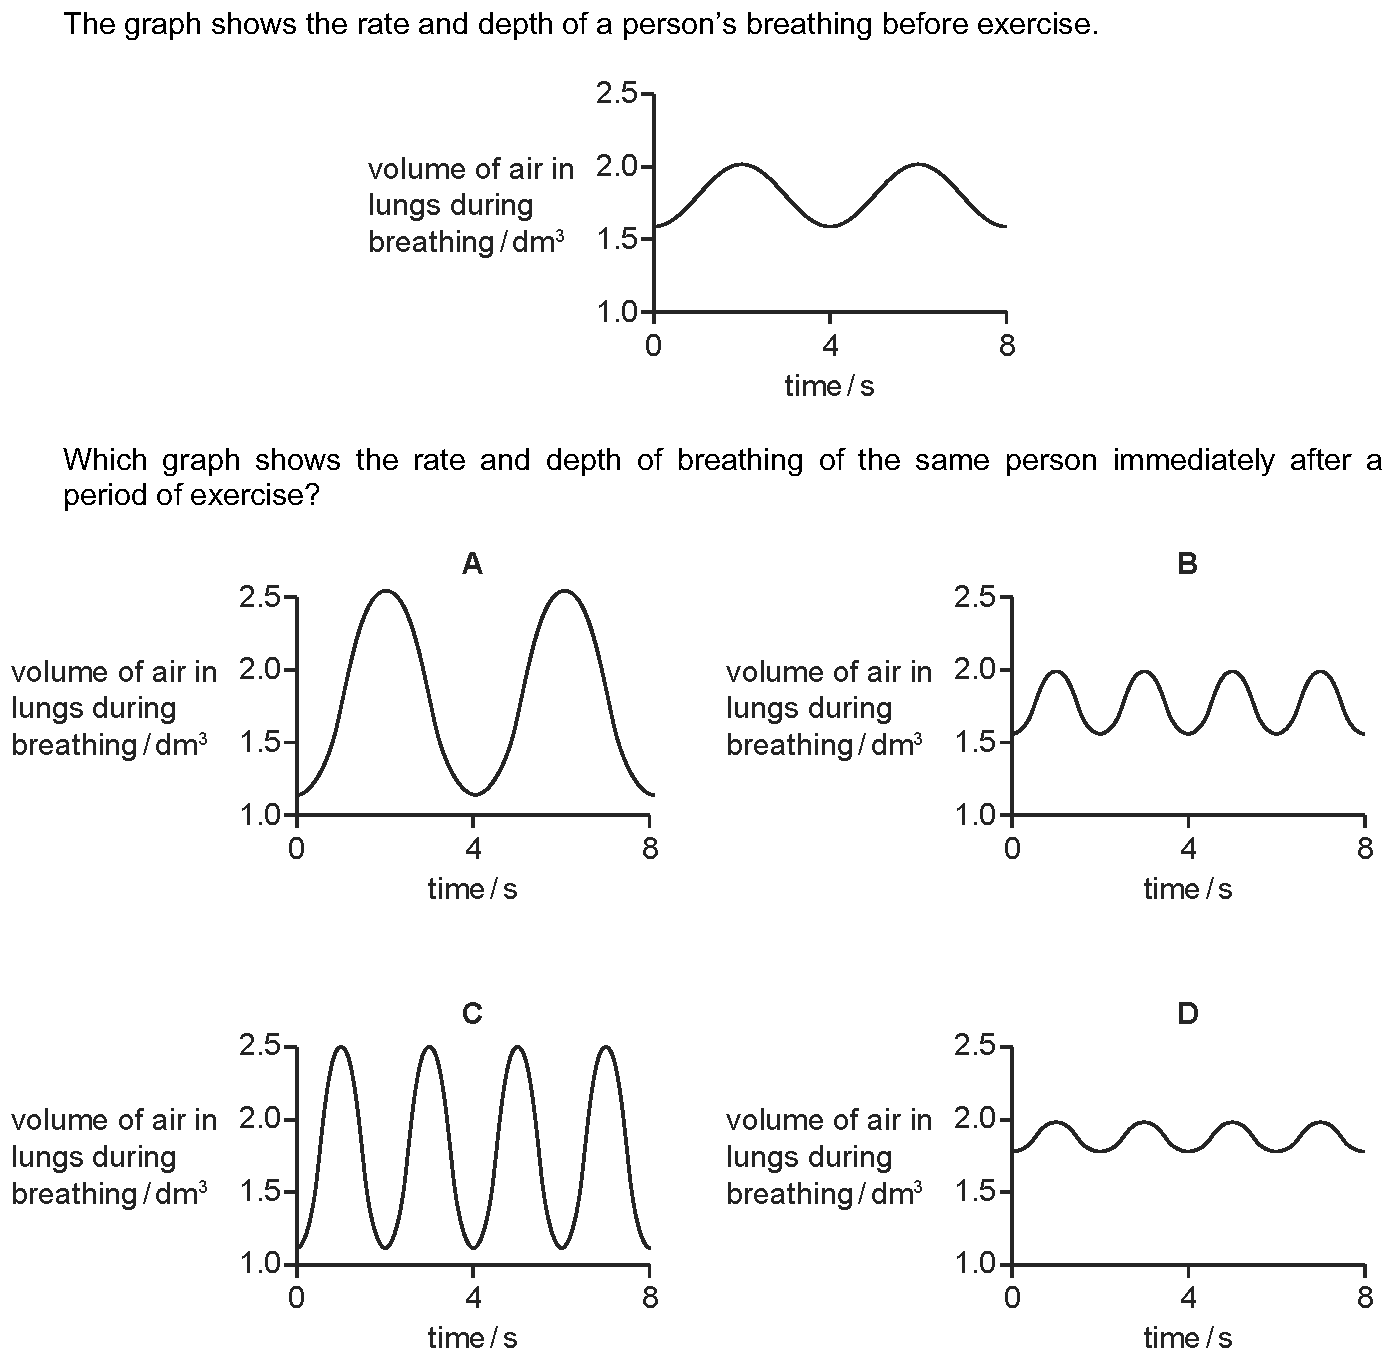 The graph shows the rate and depth of a person’s breathing before exercise.
2.5
volume of air in
lungs during
breathing / dm³
2.0
1.5
1.0
0
4
8
time / s
Which graph shows the rate and depth of breathing of the same person immediately after a
period of exercise?
A
2.5
volume of air in
lungs during
breathing / dm³
2.0
1.5
1.0
0
4
8
time / s
B
2.5
volume of air in
lungs during
breathing / dm³
2.0
1.5
1.0
0
4
8
time / s
C
2.5
volume of air in
lungs during
breathing / dm³
2.0
1.5
1.0
0
4
8
time / s
D
2.5
volume of air in
lungs during
breathing / dm³
2.0
1.5
1.0
0
4
8
time / s